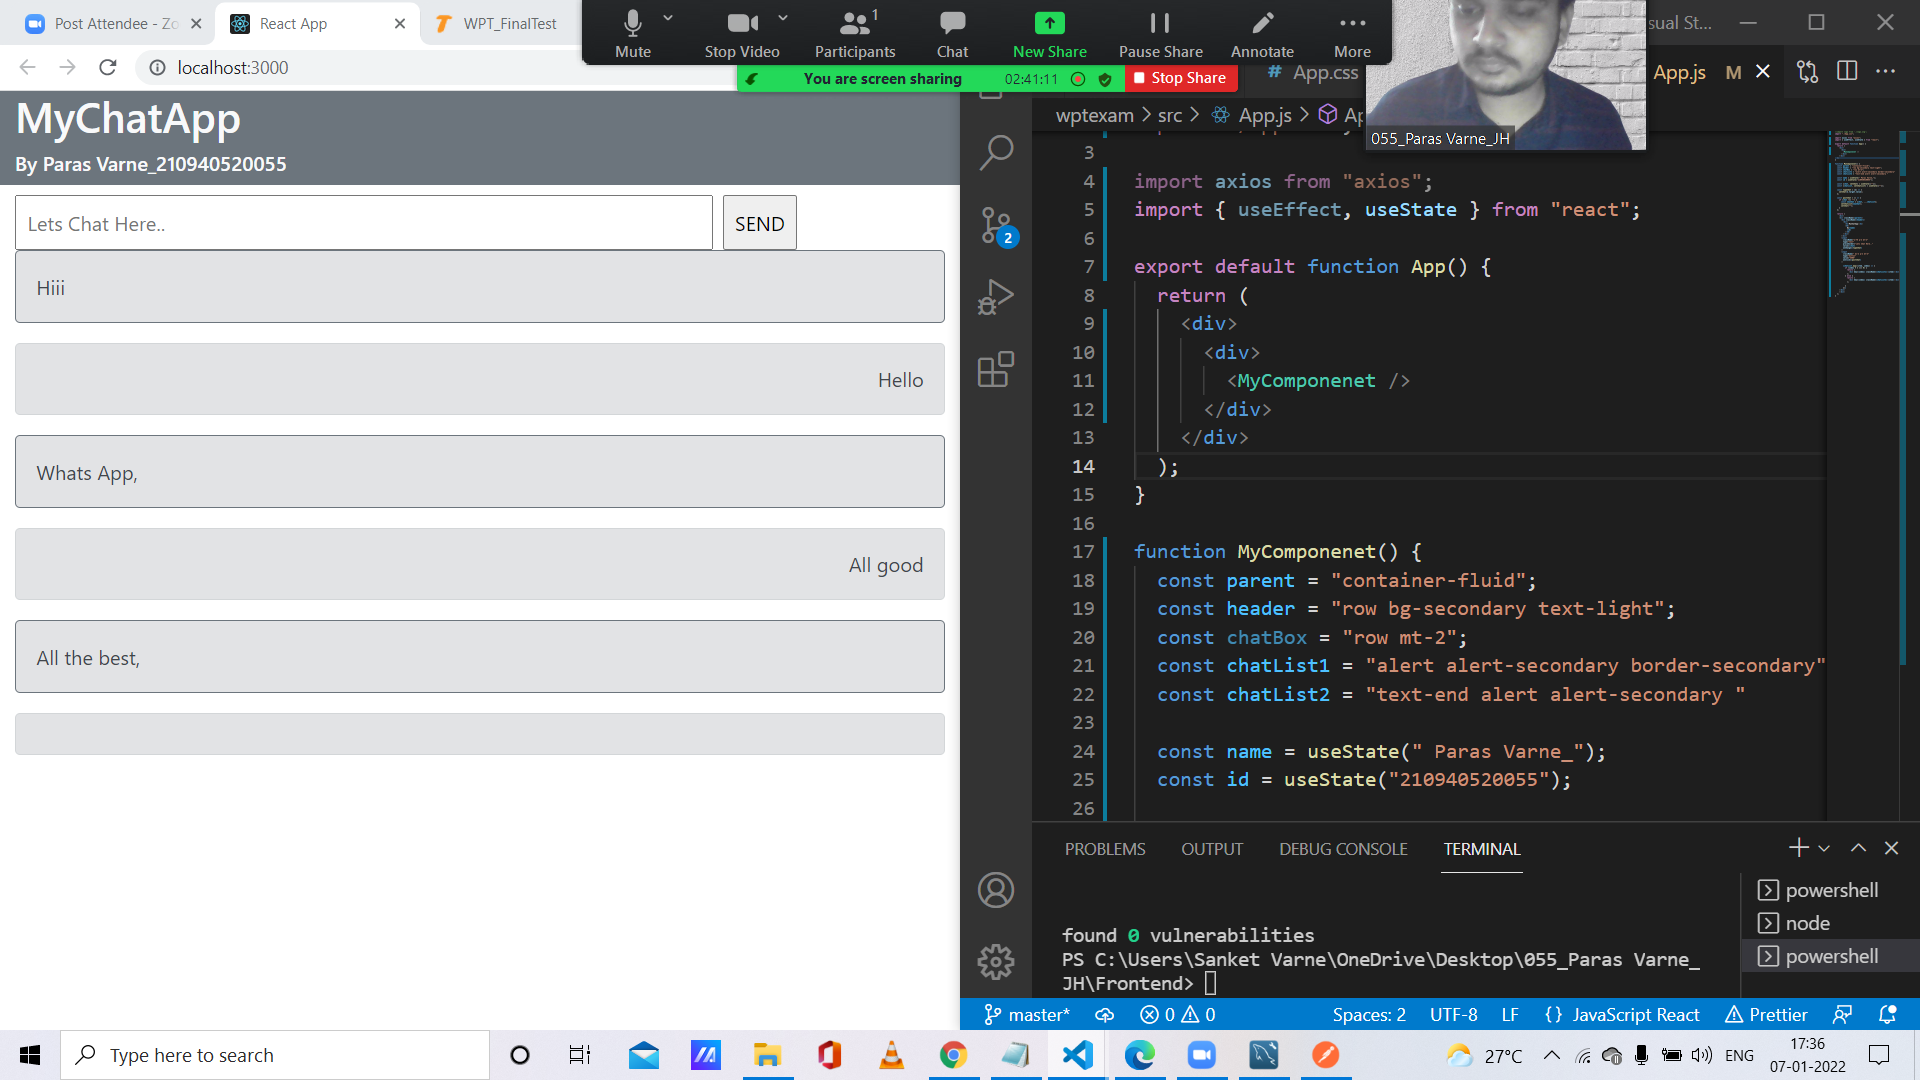 Post Attendee - Zo
React App
WPT_FinalTest
Mute
Stop Video
Participants
1
Chat
New Share
Pause Share
Annotate
More
sual St...
localhost:3000
You are screen sharing
02:41:11
Stop Share
# App.css
App.js
M
055_Paras Varne_JH
MyChatApp
By Paras Varne_210940520055
Lets Chat Here..
SEND
Hiii
Hello
Whats App,
All good
All the best,
2
wptexam > src > App.js > Ap
3
4 import axios from "axios";
5 import { useEffect, useState } from "react";
6
7 export default function App() {
8 return (
9 <div>
10 <div>
11 <MyComponenet />
12 </div>
13 </div>
14 );
15 }
16
17 function MyComponenet() {
18 const parent = "container-fluid";
19 const header = "row bg-secondary text-light";
20 const chatBox = "row mt-2";
21 const chatList1 = "alert alert-secondary border-secondary"
22 const chatList2 = "text-end alert alert-secondary "
23
24 const name = useState(" Paras Varne_");
25 const id = useState("210940520055");
26
PROBLEMS
OUTPUT
DEBUG CONSOLE
TERMINAL
powershell
node
powershell
found 0 vulnerabilities
PS C:\Users\Sanket Varne\OneDrive\Desktop\055_Paras Varne_
JH\Frontend>
master*
0
0
Spaces: 2
UTF-8
LF
{} JavaScript React
Prettier
Type here to search
27°C
ENG
17:36
07-01-2022